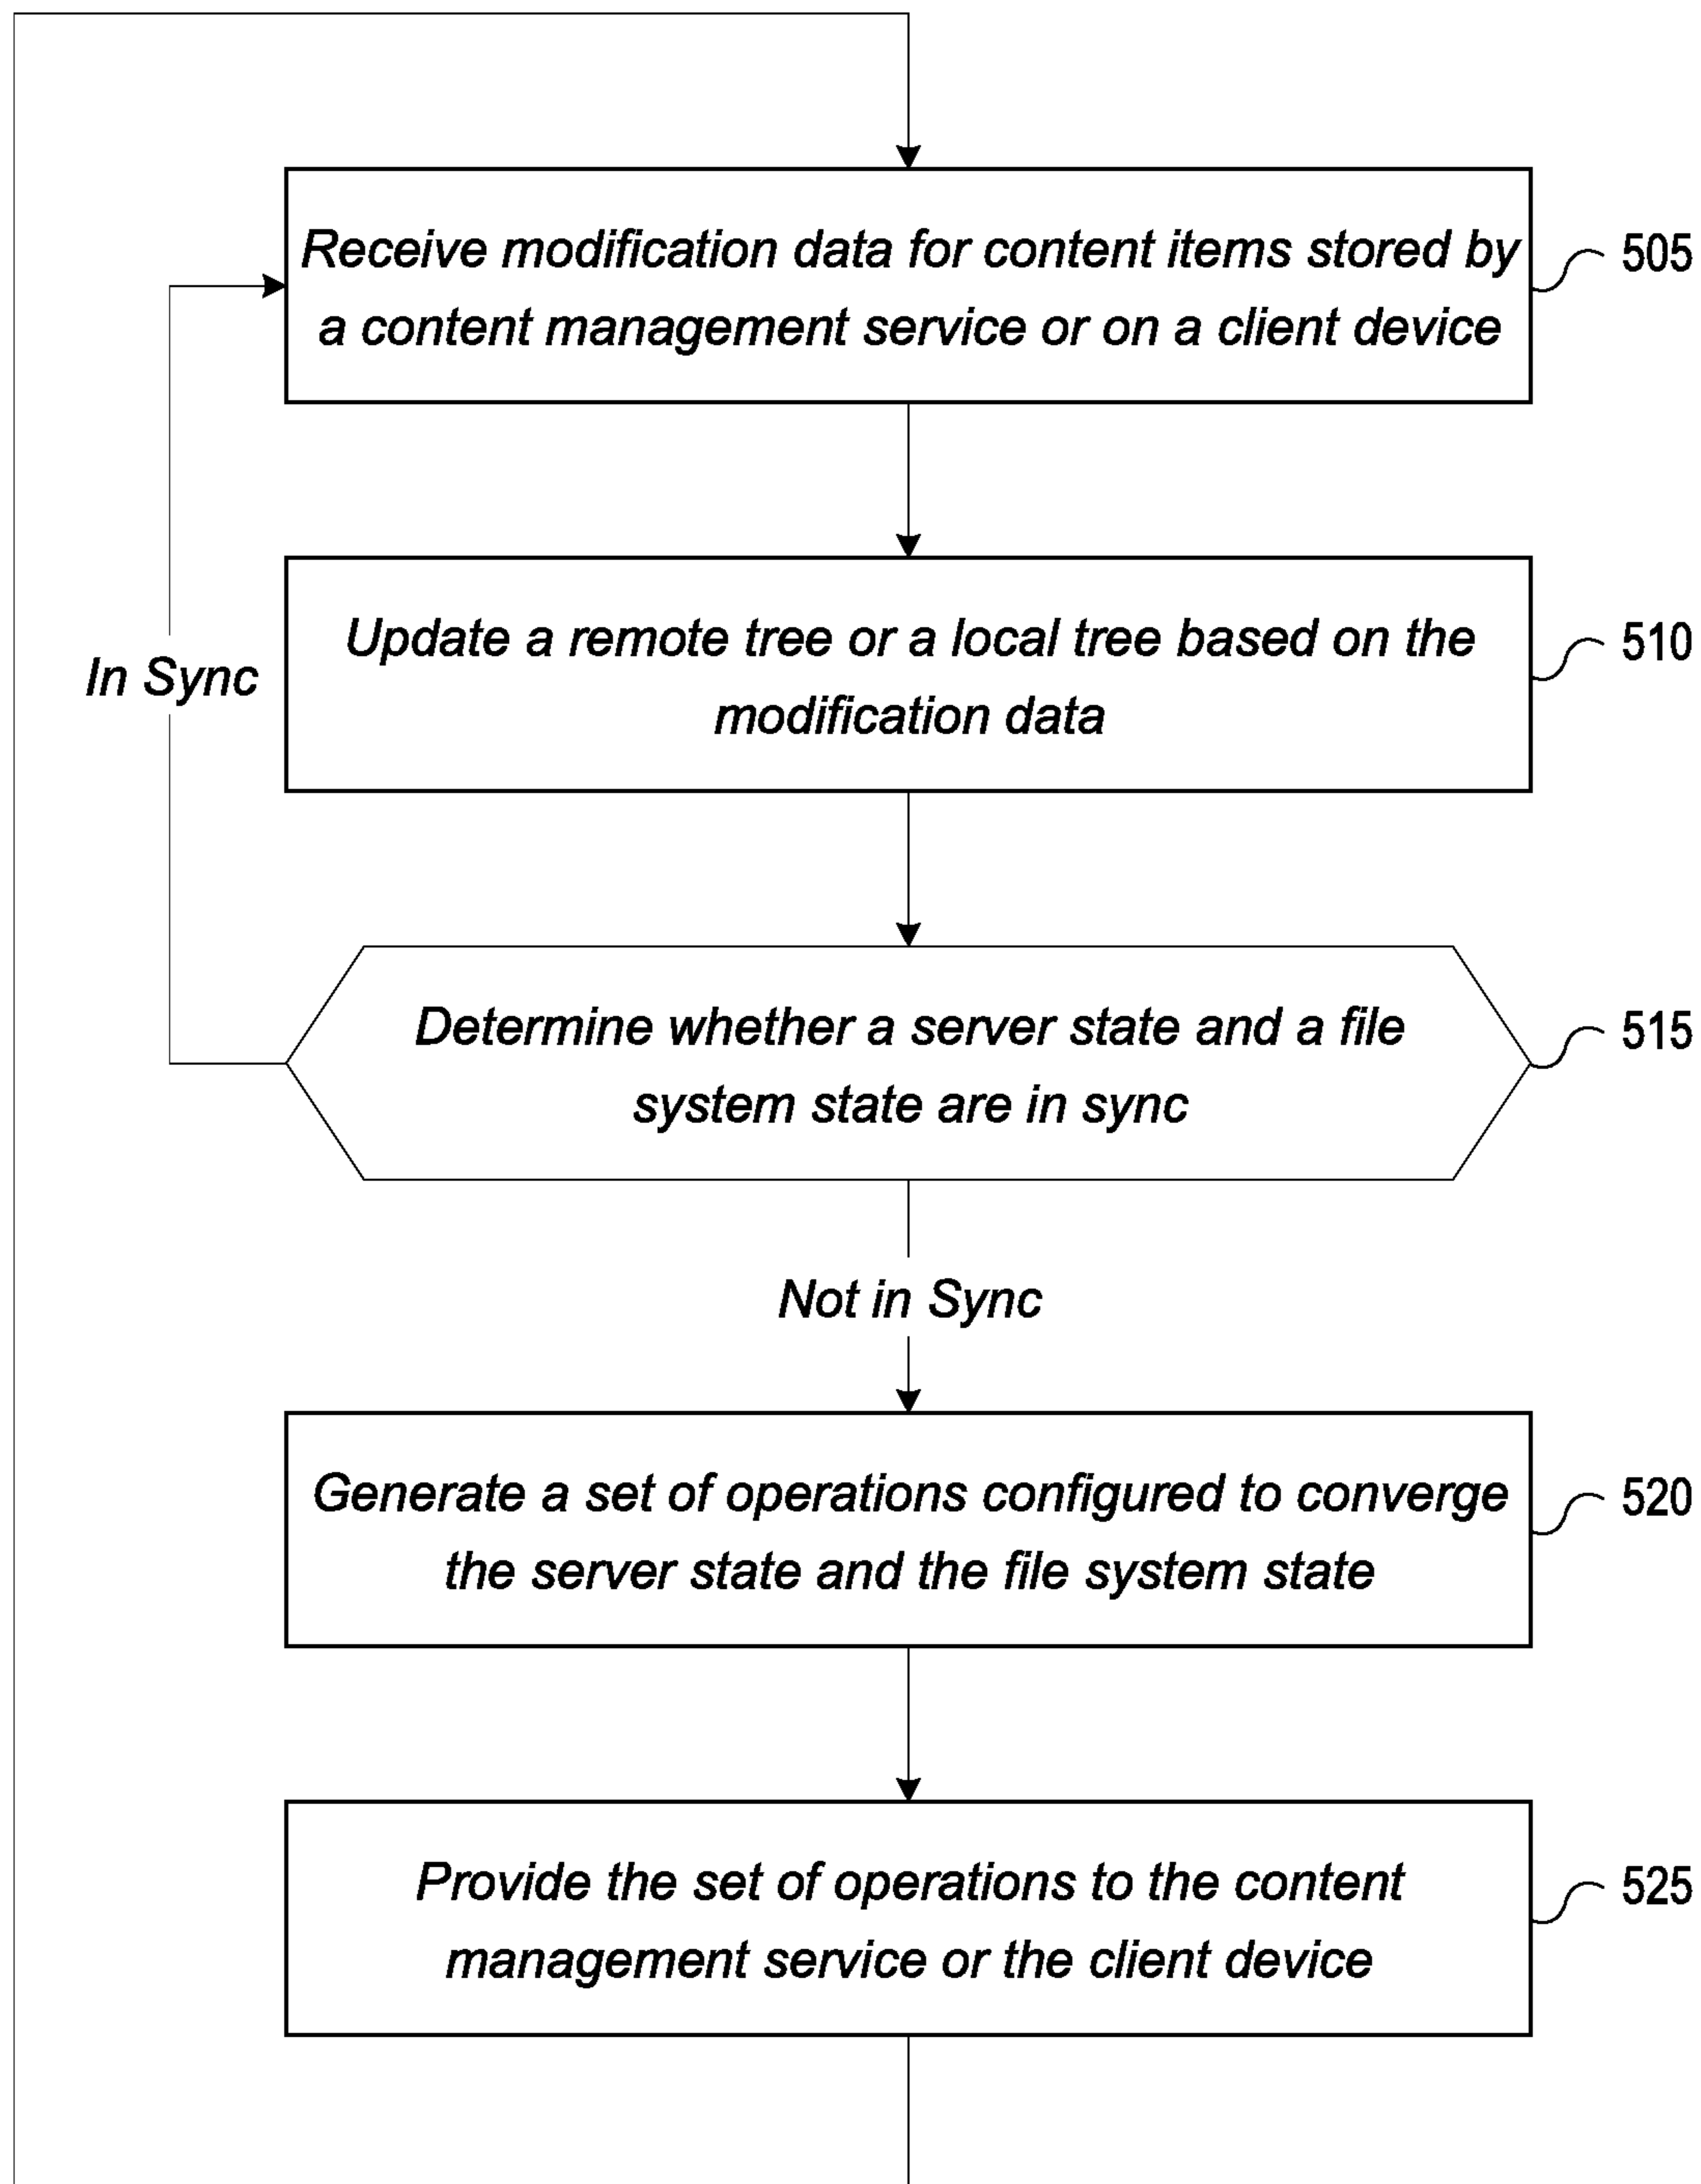 Receive modification data for content items stored by
a content management service or on a client device
505
Update a remote tree or a local tree based on the
modification data
510
In Sync
Determine whether a server state and a file
system state are in sync
515
Not in Sync
Generate a set of operations configured to converge
the server state and the file system state
520
Provide the set of operations to the content
management service or the client device
525